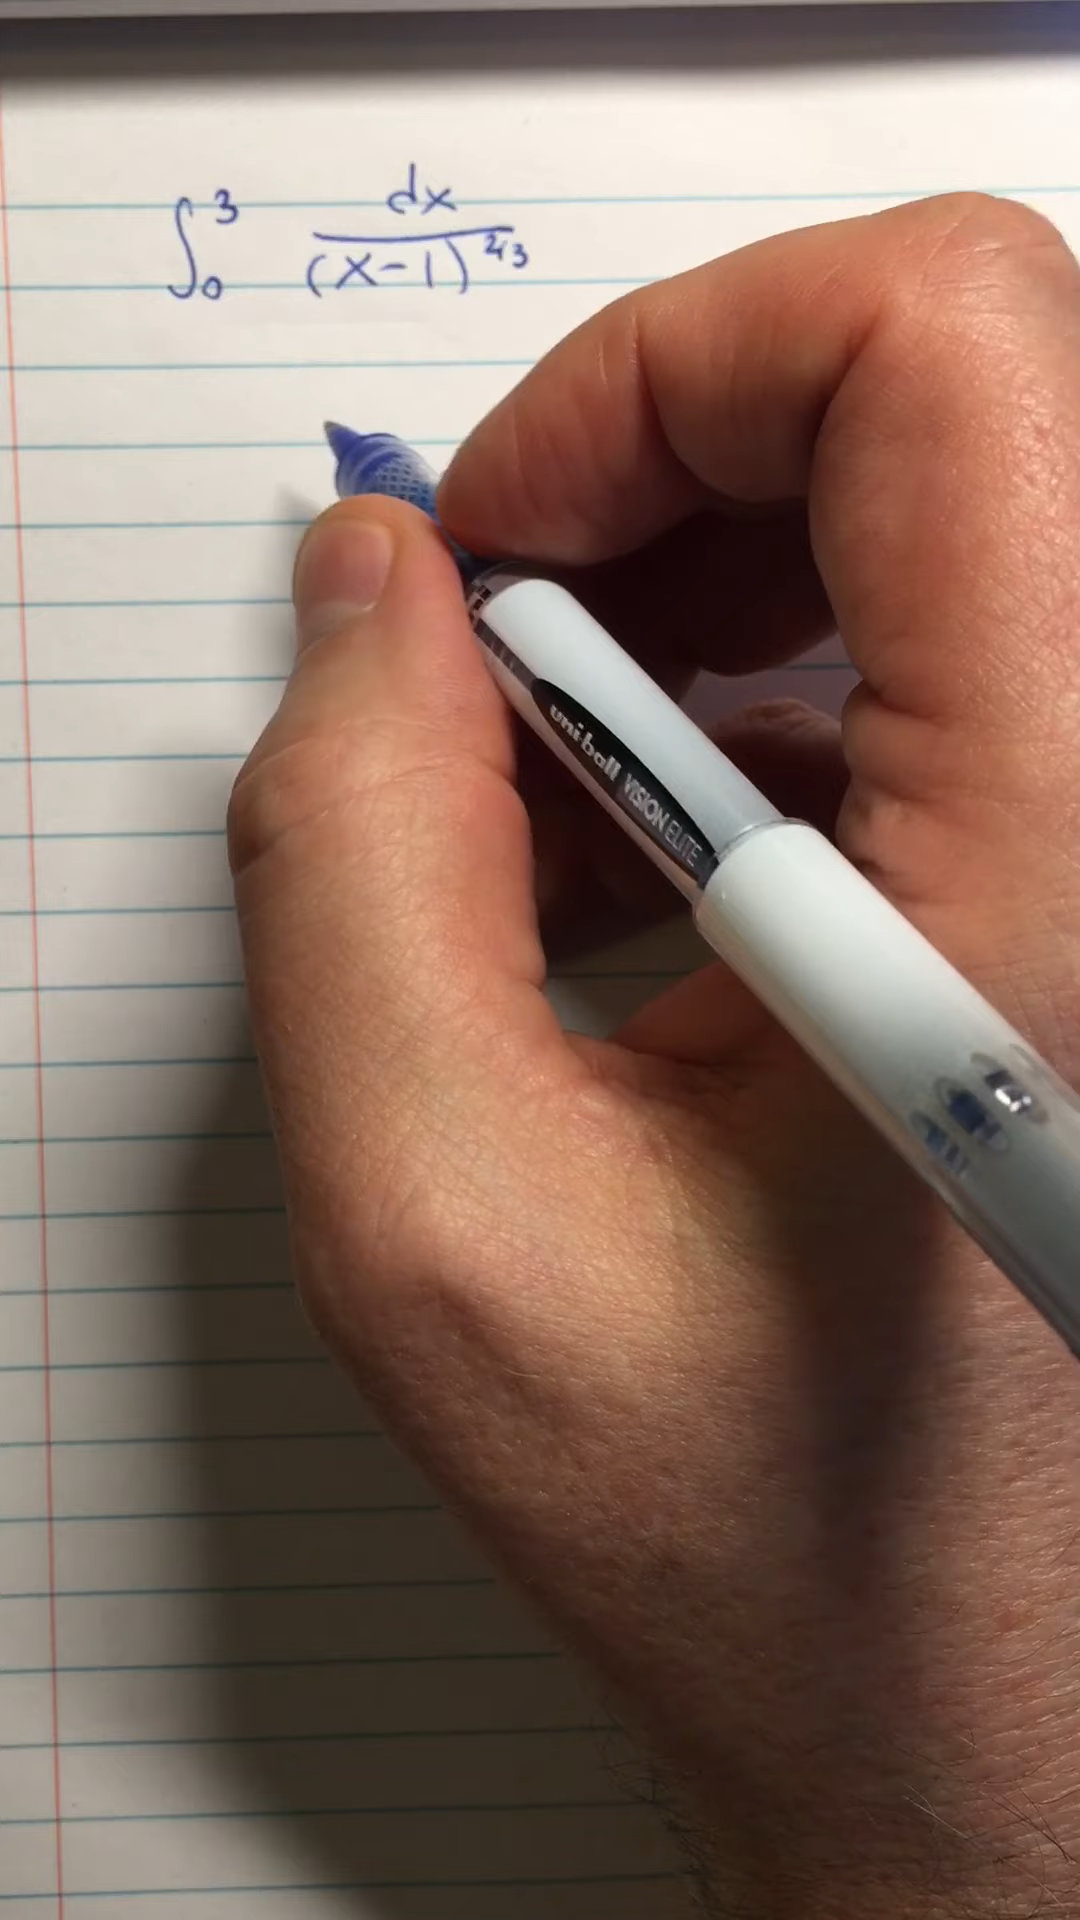 ∫₀³ dx / (x-1)^2/3
uni-ball VISION ELITE